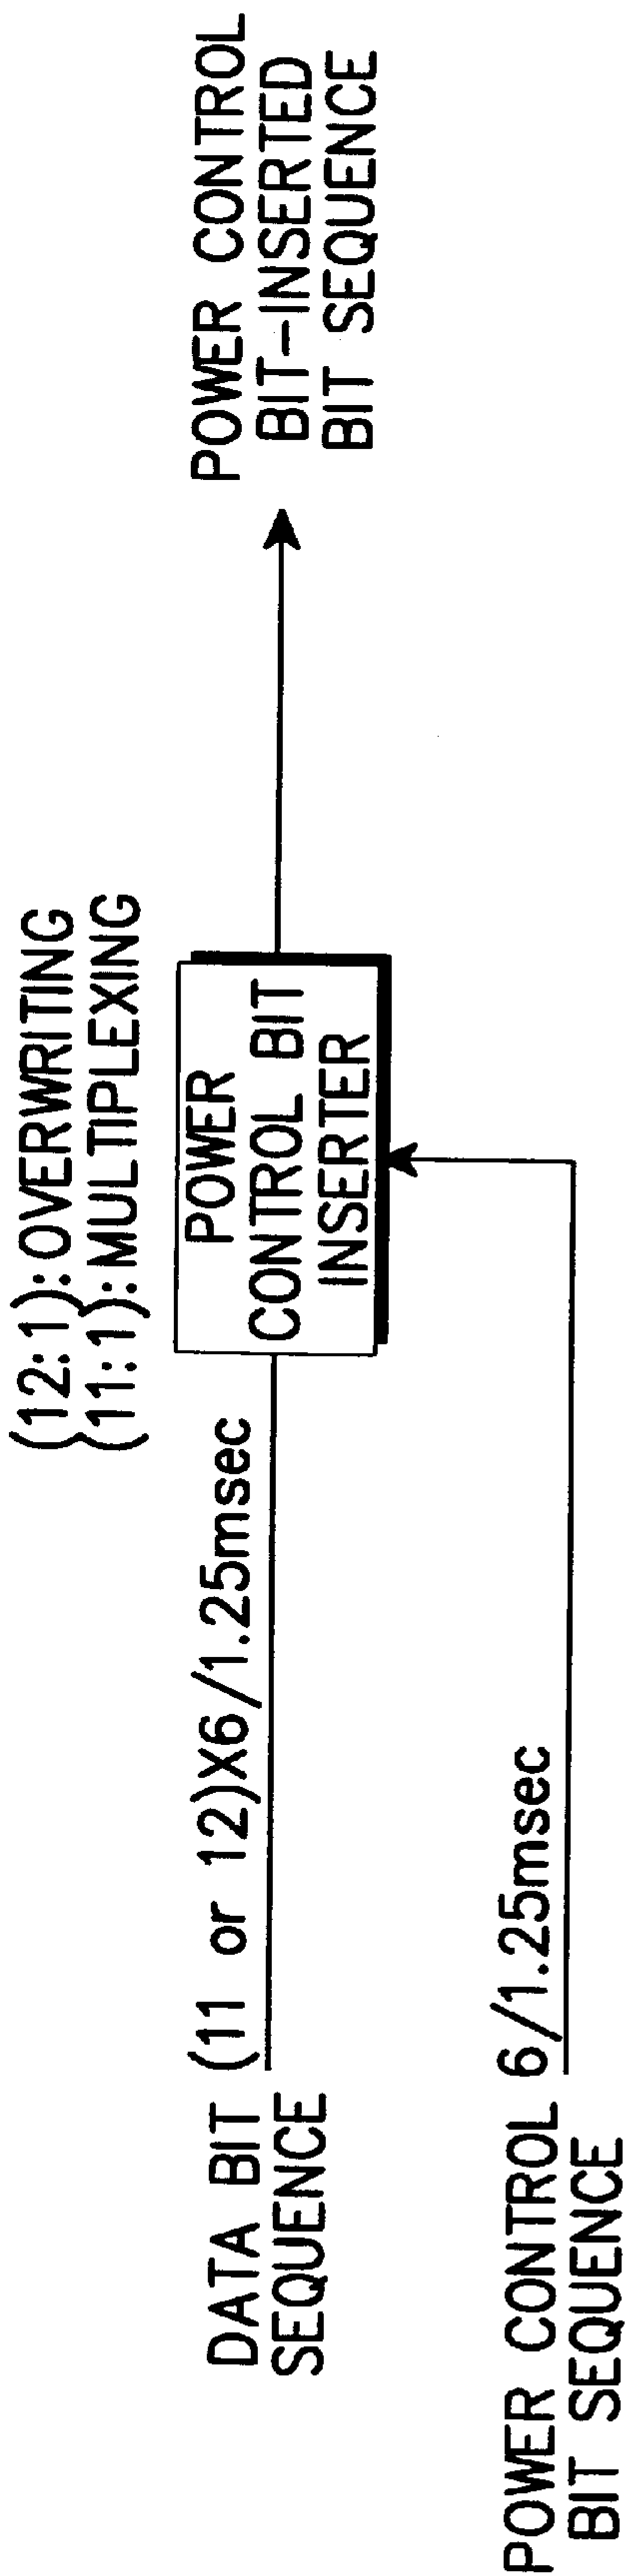 (12:1):OVERWRITING
(11:1):MULTIPLEXING
DATA BIT
SEQUENCE
(11 or 12)X6/1.25msec
POWER
CONTROL BIT
INSERTER
POWER CONTROL
BIT-INSERTED
BIT SEQUENCE
POWER CONTROL
BIT SEQUENCE
6/1.25msec